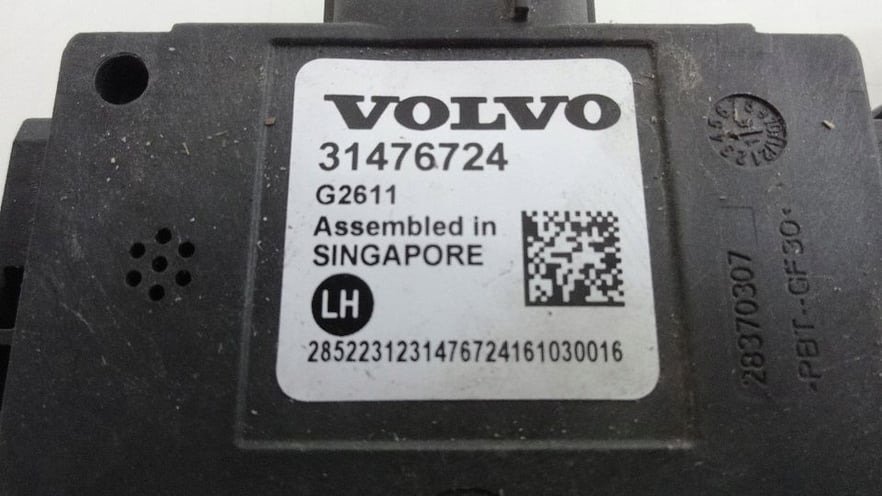 VOLVO
31476724
G2611
Assembled in
SINGAPORE
LH
2852231231476724161030016
28370307
>PBT-GF30<